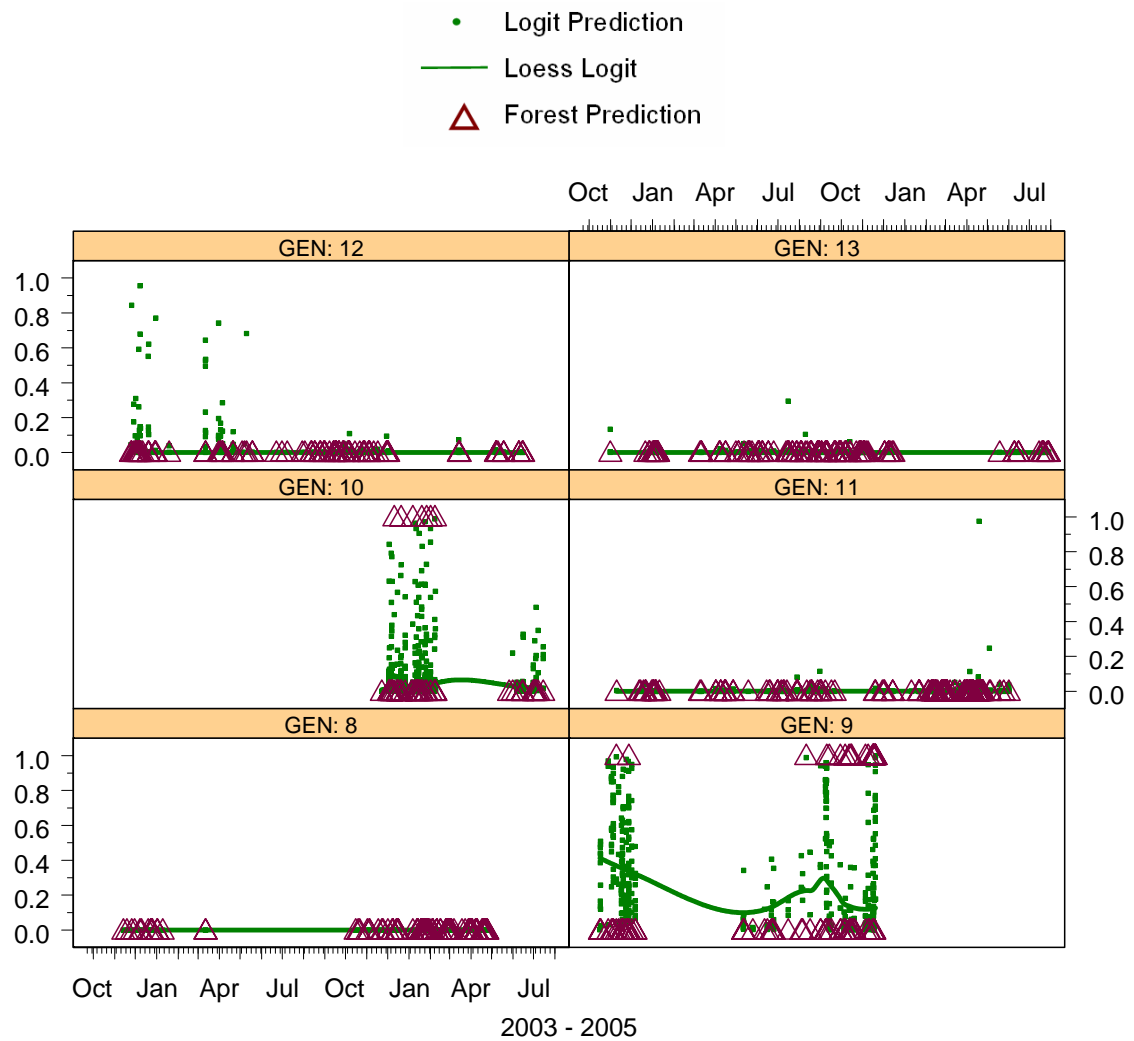 Logit Prediction
Loess Logit
Forest Prediction
Oct Jan Apr Jul Oct Jan Apr Jul
GEN: 12 GEN: 13
1.0
0.8
0.6
0.4
0.2
0.0
GEN: 10 GEN: 11
1.0
0.8
0.6
0.4
0.2
0.0
GEN: 8 GEN: 9
1.0
0.8
0.6
0.4
0.2
0.0
Oct Jan Apr Jul Oct Jan Apr Jul
2003 - 2005